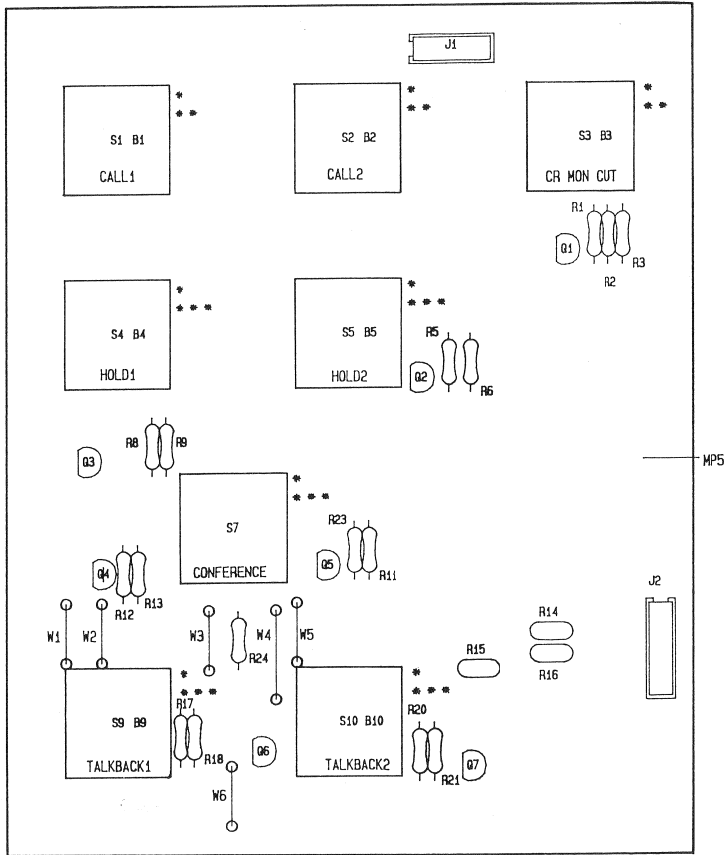 J1
S1 B1
CALL1
S2 B2
CALL2
S3 B3
CR MON CUT
R1
Q1
R3
R2
S4 B4
HOLD1
S5 B5
HOLD2
R5
Q2
R6
R8
R9
Q3
MP5
S7
CONFERENCE
R23
Q5
R11
Q4
R13
R12
J2
W1
W2
W3
W4
W5
R24
R14
R15
R16
S9 B9
TALKBACK1
R17
R18
Q6
S10 B10
TALKBACK2
R20
R21
Q7
W6